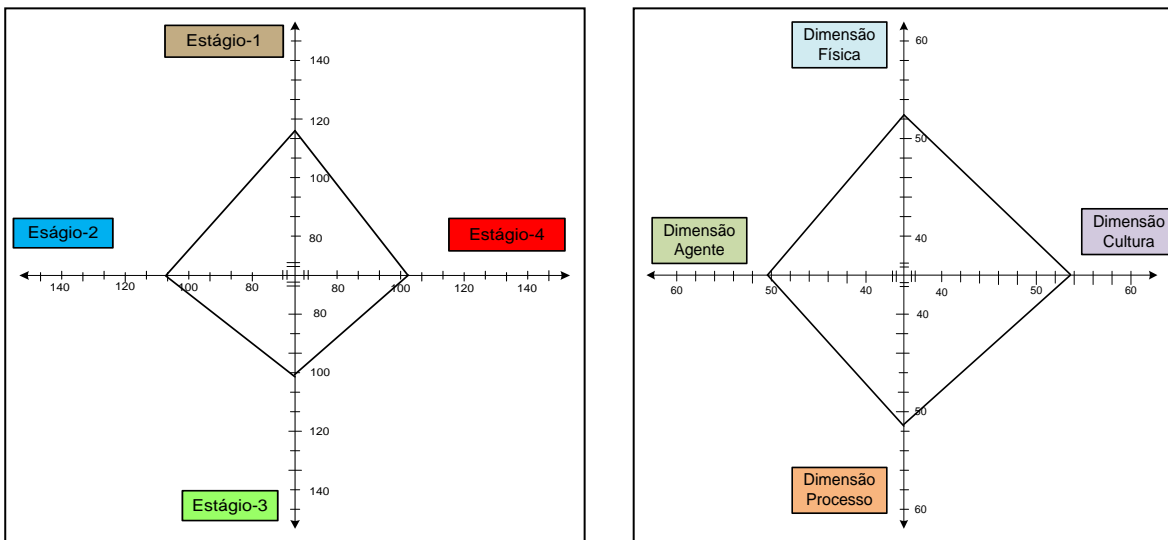 Estágio-1
140
120
100
80
Eságio-2
Estágio-4
140 120 100 80 80 100 120 140
80
100
120
140
Estágio-3
Dimensão
Física
60
50
40
Dimensão
Agente
Dimensão
Cultura
60 50 40 40 50 60
40
50
60
Dimensão
Processo